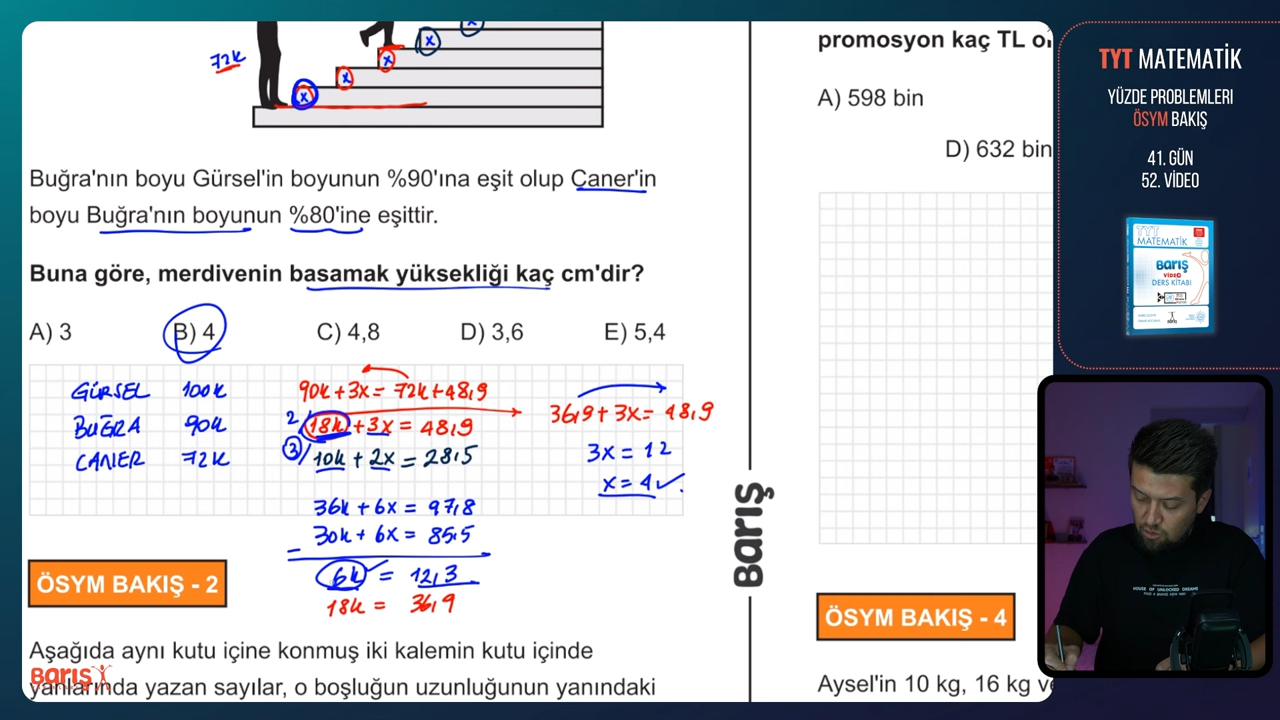 72k
x
x
x
x
x
Buğra'nın boyu Gürsel'in boyunun %90'ına eşit olup Caner'in
boyu Buğra'nın boyunun %80'ine eşittir.
Buna göre, merdivenin basamak yüksekliği kaç cm'dir?
A) 3 B) 4 C) 4,8 D) 3,6 E) 5,4
GÜRSEL 100k
BUĞRA 90k
CANER 72k
90k+3x = 72k+48,9
2/ 18k + 3x = 48,9
3/ 10k + 2x = 28,5
36k + 6x = 97,8
30k + 6x = 85,5
6k = 12,3
18k = 36,9
36,9 + 3x = 48,9
3x = 12
x = 4
ÖSYM BAKIŞ - 2
Aşağıda aynı kutu içine konmuş iki kalemin kutu içinde
yanlarında yazan sayılar, o boşluğun uzunluğunun yanındaki
Barış
Barış
promosyon kaç TL
A) 598 bin
D) 632 bin
ÖSYM BAKIŞ - 4
Aysel'in 10 kg, 16 kg
TYT MATEMATİK
YÜZDE PROBLEMLERI
ÖSYM BAKIŞ
41. GÜN
52. VİDEO
TYT
MATEMATİK
Barış
VİDEO
DERS KİTABI
HOUSE OF UNLOCKED DREAMS